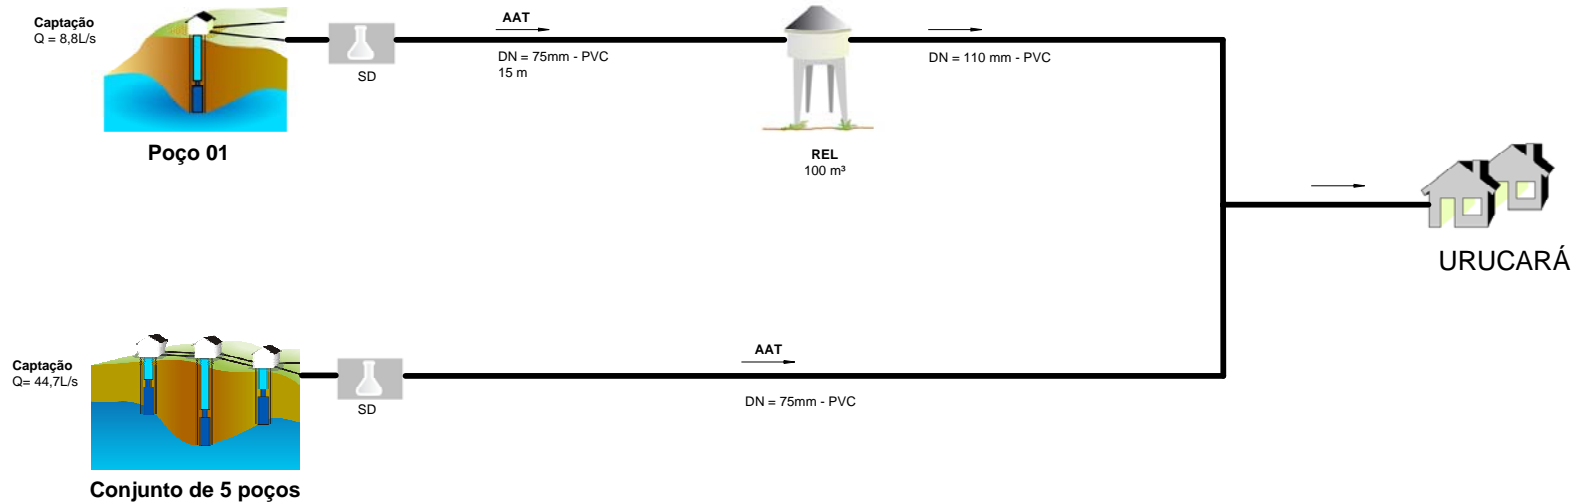 Captação
Q = 8,8L/s
SD
Poço 01
AAT
DN = 75mm - PVC
15 m
REL
100 m³
DN = 110 mm - PVC
URUCARÁ
Captação
Q= 44,7L/s
SD
Conjunto de 5 poços
AAT
DN = 75mm - PVC